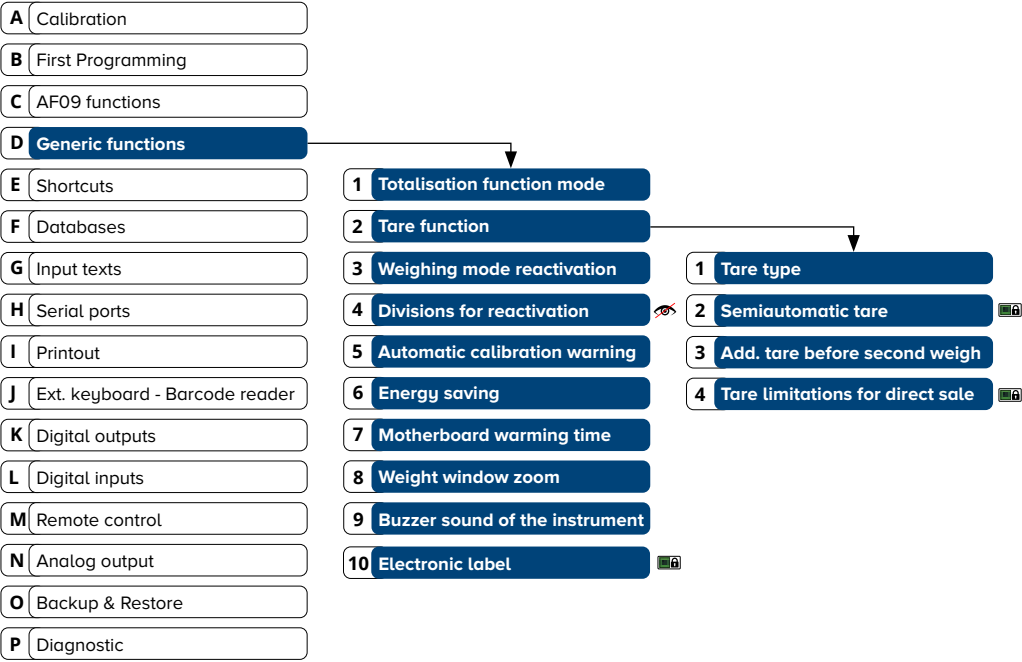 A Calibration
B First Programming
C AF09 functions
D Generic functions
E Shortcuts
F Databases
G Input texts
H Serial ports
I Printout
J Ext. keyboard - Barcode reader
K Digital outputs
L Digital inputs
M Remote control
N Analog output
O Backup & Restore
P Diagnostic
1 Totalisation function mode
2 Tare function
3 Weighing mode reactivation
4 Divisions for reactivation
5 Automatic calibration warning
6 Energy saving
7 Motherboard warming time
8 Weight window zoom
9 Buzzer sound of the instrument
10 Electronic label
1 Tare type
2 Semiautomatic tare
3 Add. tare before second weigh
4 Tare limitations for direct sale